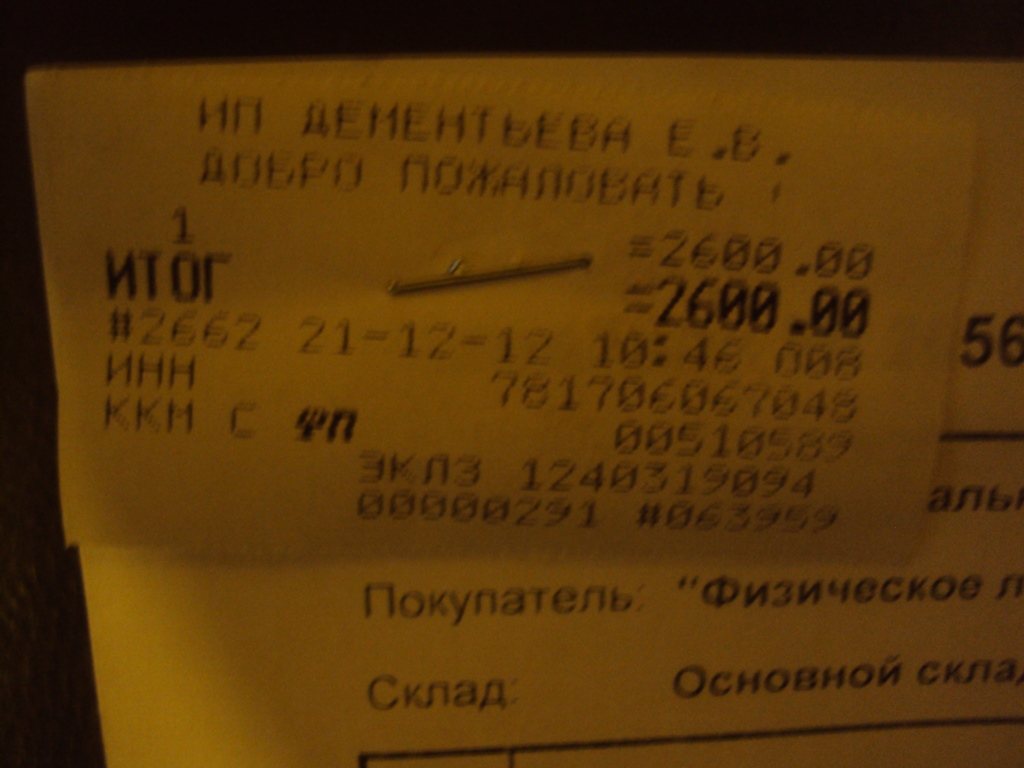 ИП ДЕМЕНТЬЕВА Е.В.
ДОБРО ПОЖАЛОВАТЬ !
1 =2600.00
ИТОГ =2600.00
#2662 21-12-12 10:46 008
ИНН 781706067048
ККМ С ФП 00510589
ЭКЛЗ 1240319094
00000291 #063959
56
аль
Покупатель: "Физическое л
Склад: Основной скла